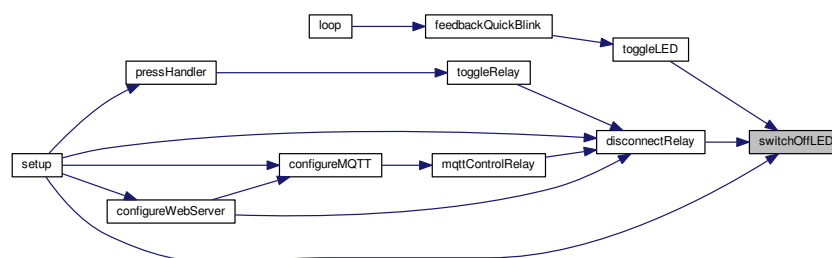 loop
feedbackQuickBlink
toggleLED
pressHandler
toggleRelay
setup
configureMQTT
mqttControlRelay
disconnectRelay
switchOffLED
configureWebServer